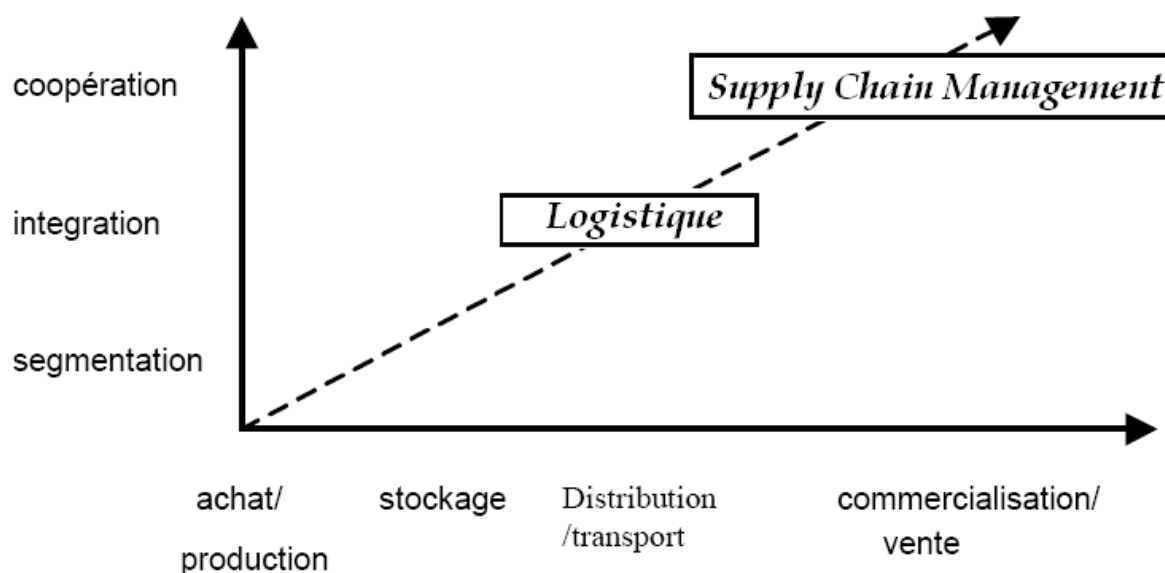 coopération
Supply Chain Management
integration
Logistique
segmentation
achat/
production
stockage
Distribution
/transport
commercialisation/
vente